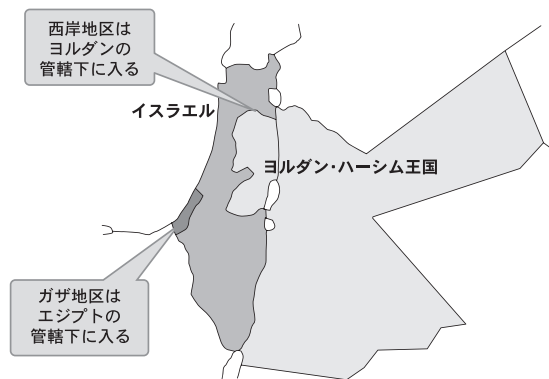 西岸地区は
ヨルダンの
管轄下に入る
イスラエル
ヨルダン・ハーシム王国
ガザ地区は
エジプトの
管轄下に入る